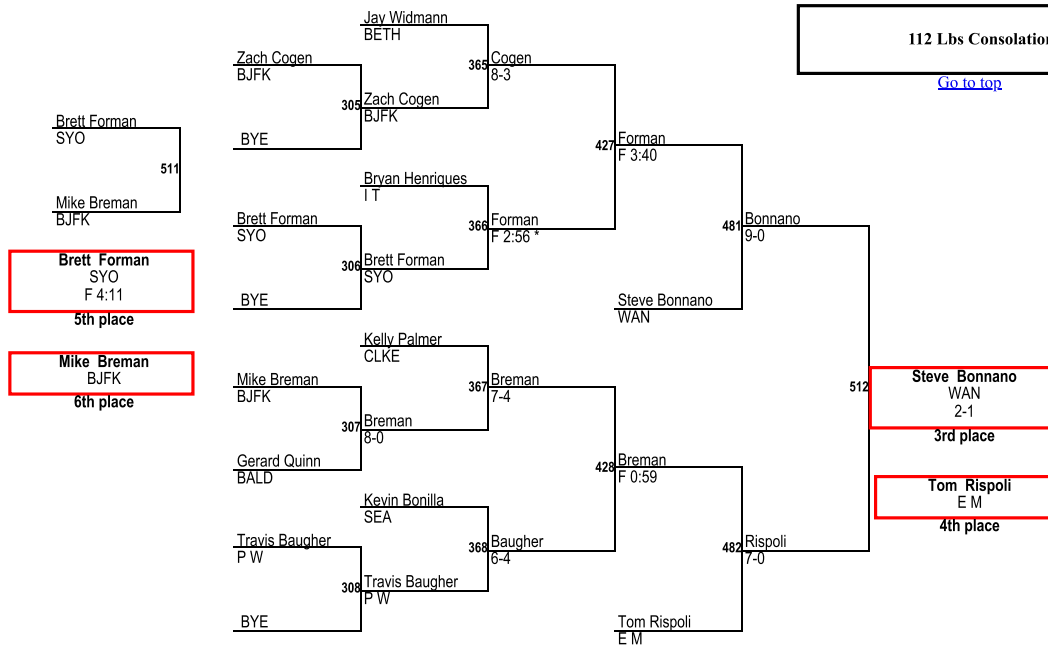 Jay Widmann
BETH
112 Lbs Consolation
Go to top
Zach Cogen
BJFK
365
Cogen
8-3
305
Zach Cogen
BJFK
BYE
Brett Forman
SYO
511
Mike Breman
BJFK
427
Forman
F 3:40
Bryan Henriques
I T
Brett Forman
SYO
366
Forman
F 2:56 *
306
Brett Forman
SYO
BYE
481
Bonnano
9-0
Steve Bonnano
WAN
Brett Forman
SYO
F 4:11
5th place
Mike Breman
BJFK
6th place
Kelly Palmer
CLKE
Mike Breman
BJFK
367
Breman
7-4
307
Breman
8-0
Gerard Quinn
BALD
512
Steve Bonnano
WAN
2-1
3rd place
428
Breman
F 0:59
Tom Rispoli
E M
4th place
Kevin Bonilla
SEA
Travis Baugher
P W
368
Baugher
6-4
308
Travis Baugher
P W
BYE
482
Rispoli
7-0
Tom Rispoli
E M